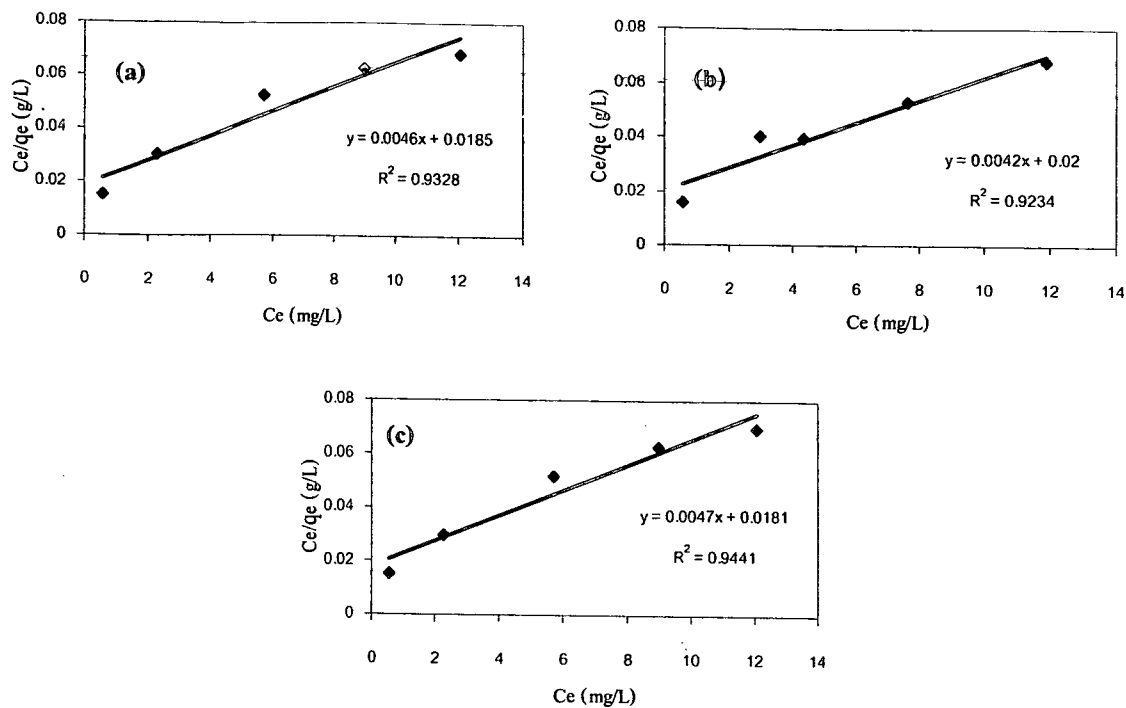 0.08
0.06
0.04
0.02
0
Ce/qe (g/L)
(a)
y = 0.0046x + 0.0185
R² = 0.9328
0 2 4 6 8 10 12 14
Ce (mg/L)
0.08
0.06
0.04
0.02
0
Ce/qe (g/L)
(b)
y = 0.0042x + 0.02
R² = 0.9234
0 2 4 6 8 10 12 14
Ce (mg/L)
0.08
0.06
0.04
0.02
0
Ce/qe (g/L)
(c)
y = 0.0047x + 0.0181
R² = 0.9441
0 2 4 6 8 10 12 14
Ce (mg/L)